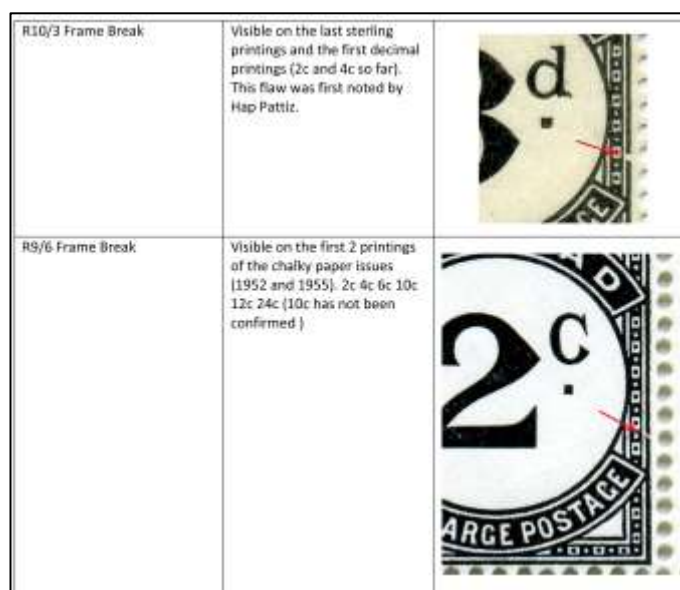 R10/3 Frame Break
Visible on the last sterling
printings and the first decimal
printings (2c and 4c so far).
This flaw was first noted by
Hap Pattiz.
d
R9/6 Frame Break
Visible on the first 2 printings
of the chalky paper issues
(1952 and 1955). 2c 4c 6c 10c
12c 24c (10c has not been
confirmed )
AD
2c
ARGE POSTAGE